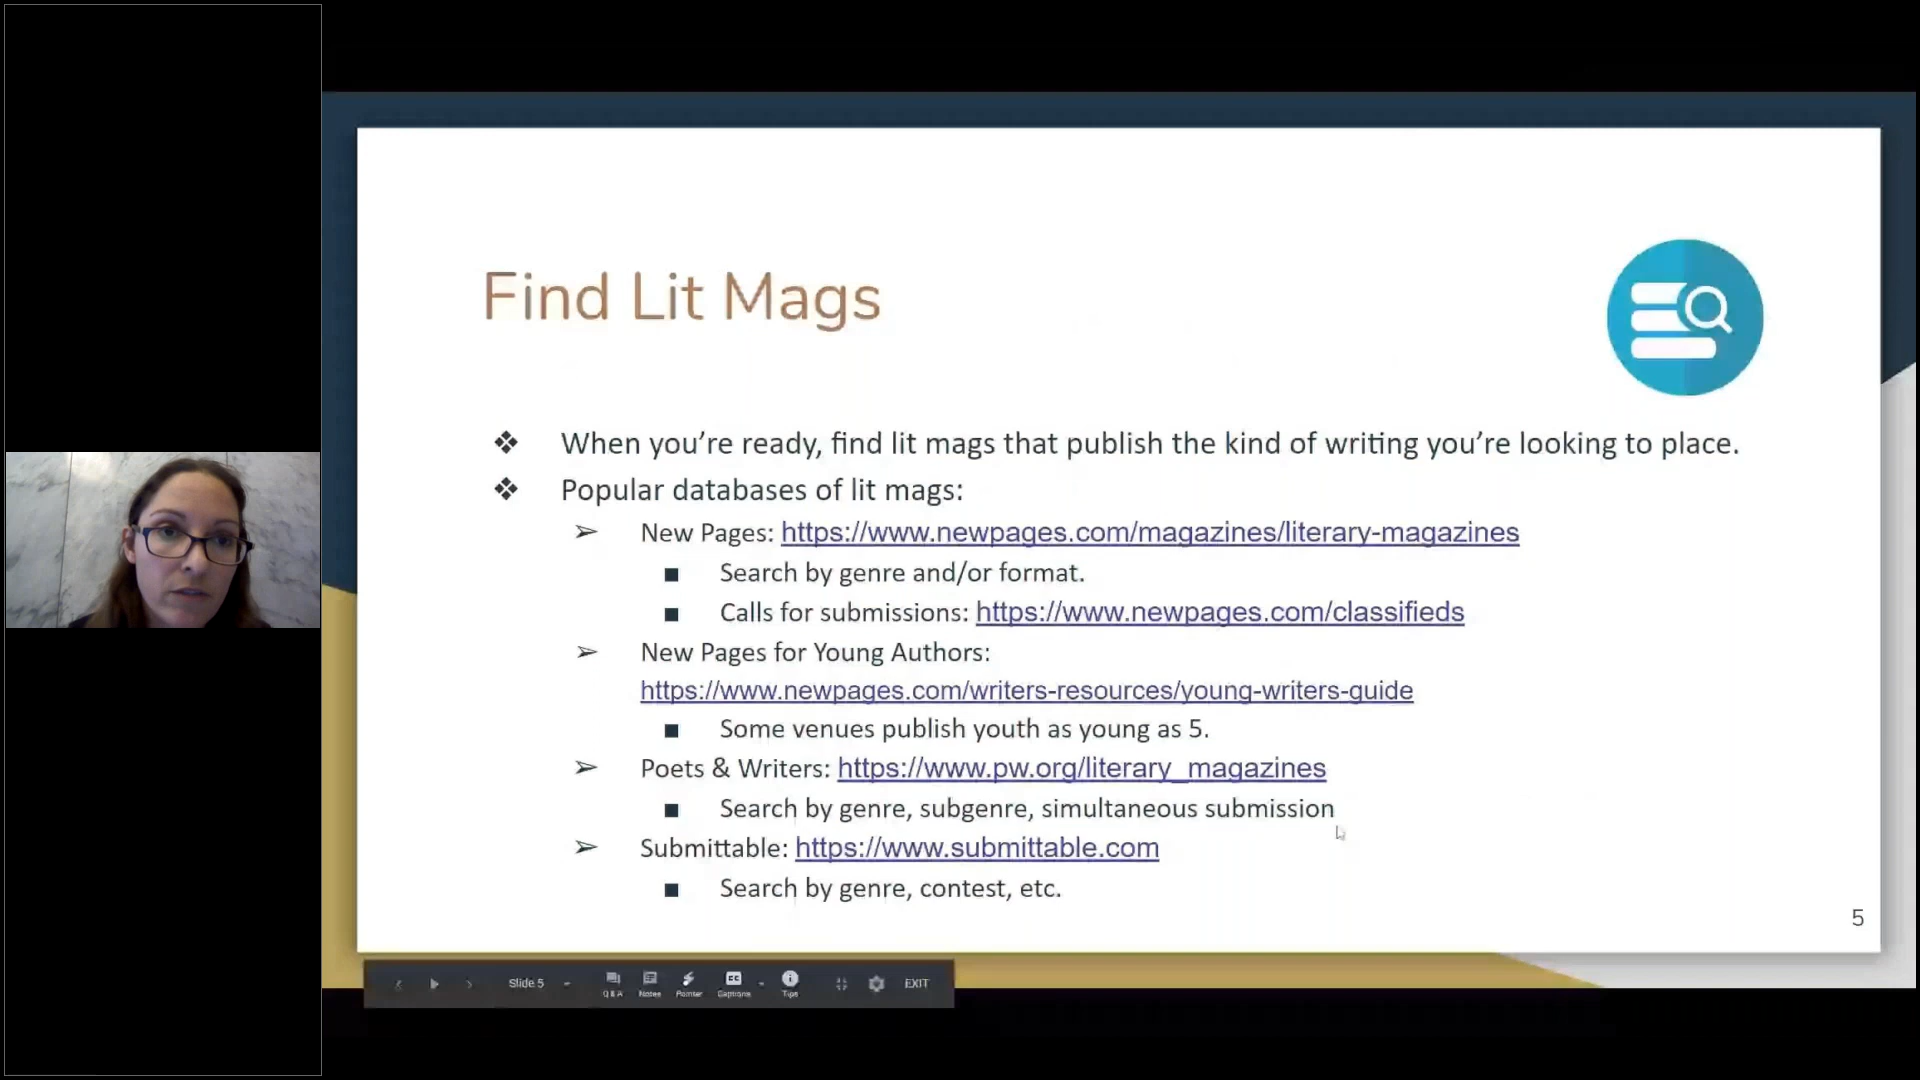 Find Lit Mags
When you're ready, find lit mags that publish the kind of writing you're looking to place.
Popular databases of lit mags:
New Pages: https://www.newpages.com/magazines/literary-magazines
Search by genre and/or format.
Calls for submissions: https://www.newpages.com/classifieds
New Pages for Young Authors:
https://www.newpages.com/writers-resources/young-writers-guide
Some venues publish youth as young as 5.
Poets & Writers: https://www.pw.org/literary_magazines
Search by genre, subgenre, simultaneous submission
Submittable: https://www.submittable.com
Search by genre, contest, etc.
5
Slide 5 Q & A Notes Pointer Captions Tips EXIT